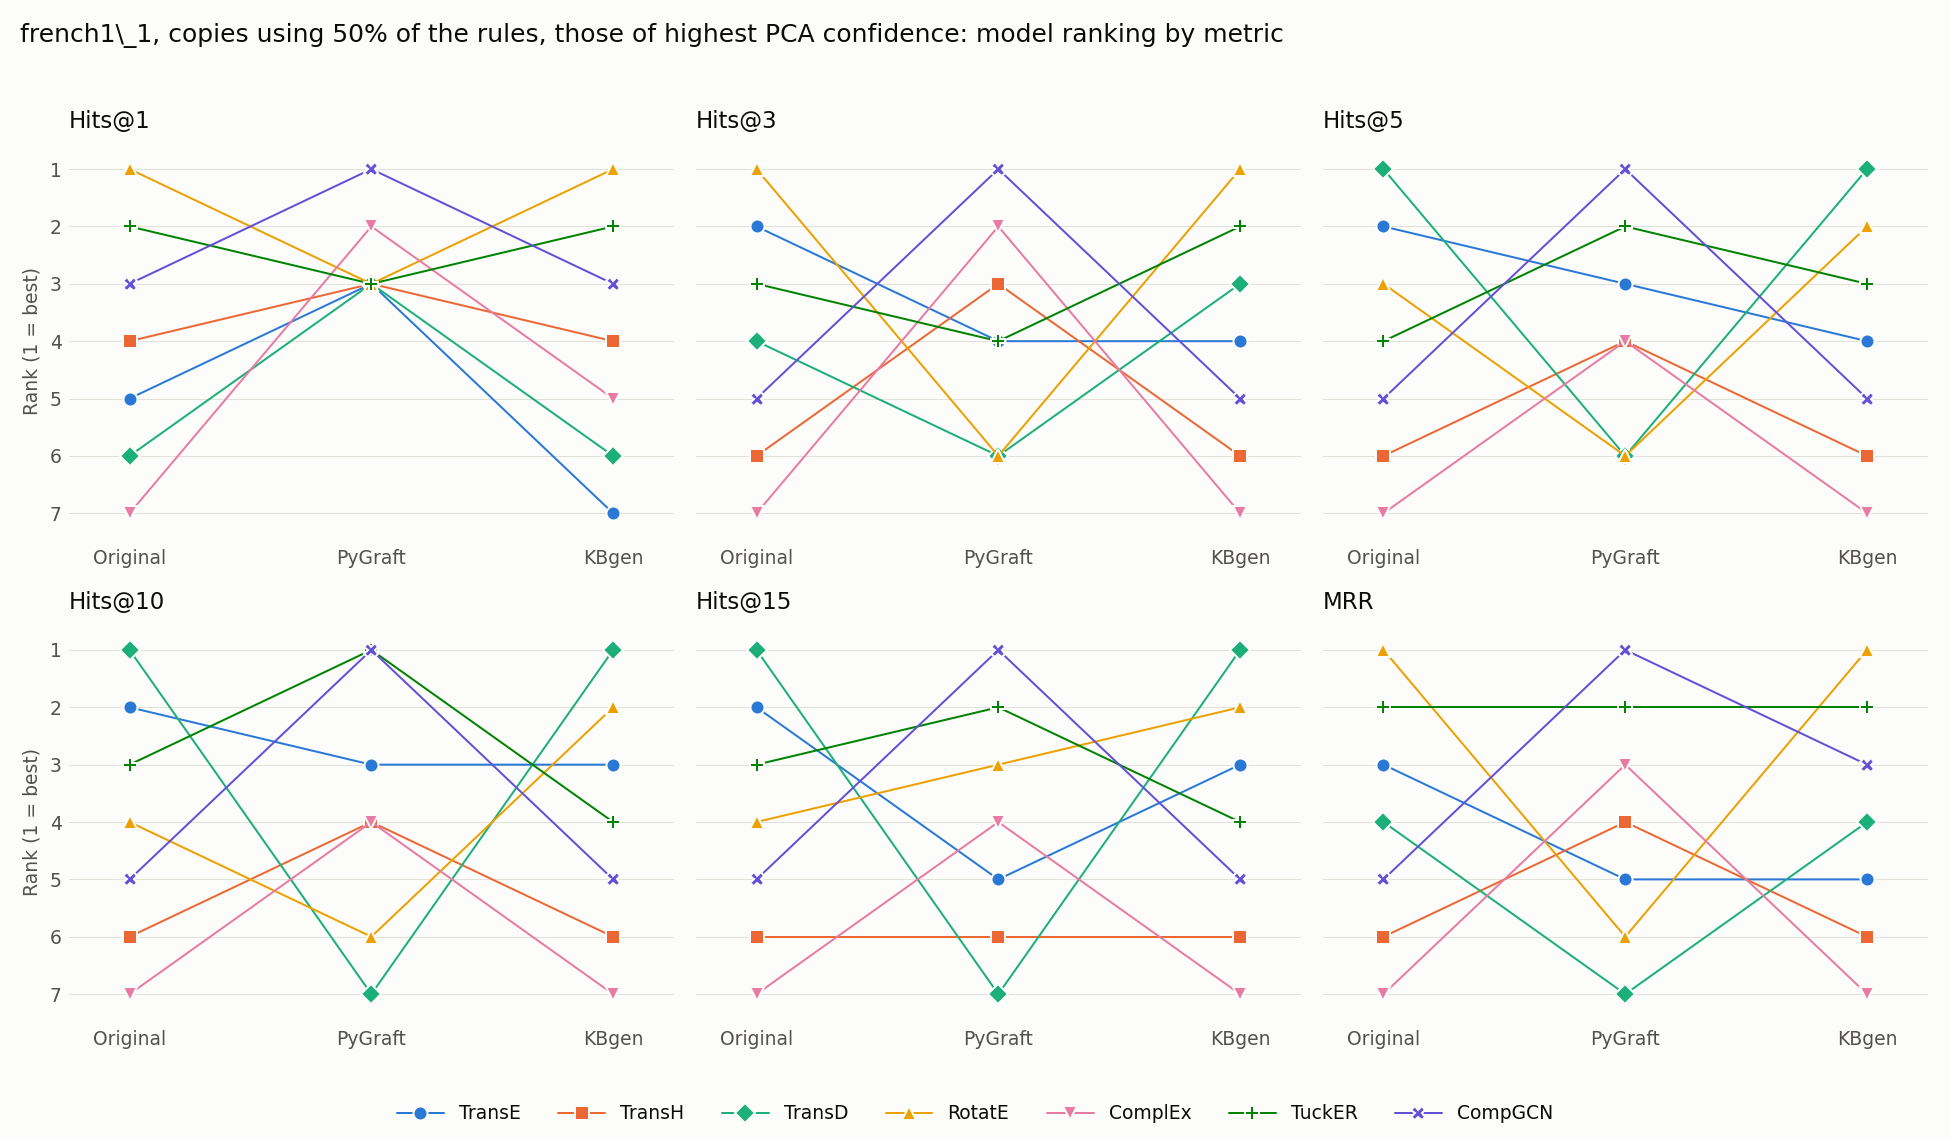 french1\_1, copies using 50% of the rules, those of highest PCA confidence: model ranking by metric
Hits@1
Hits@3
Hits@5
Rank (1 = best)
1
2
3
4
5
6
7
Original
PyGraft
KBgen
Original
PyGraft
KBgen
Original
PyGraft
KBgen
Hits@10
Hits@15
MRR
Rank (1 = best)
1
2
3
4
5
6
7
Original
PyGraft
KBgen
Original
PyGraft
KBgen
Original
PyGraft
KBgen
TransE
TransH
TransD
RotatE
ComplEx
TuckER
CompGCN